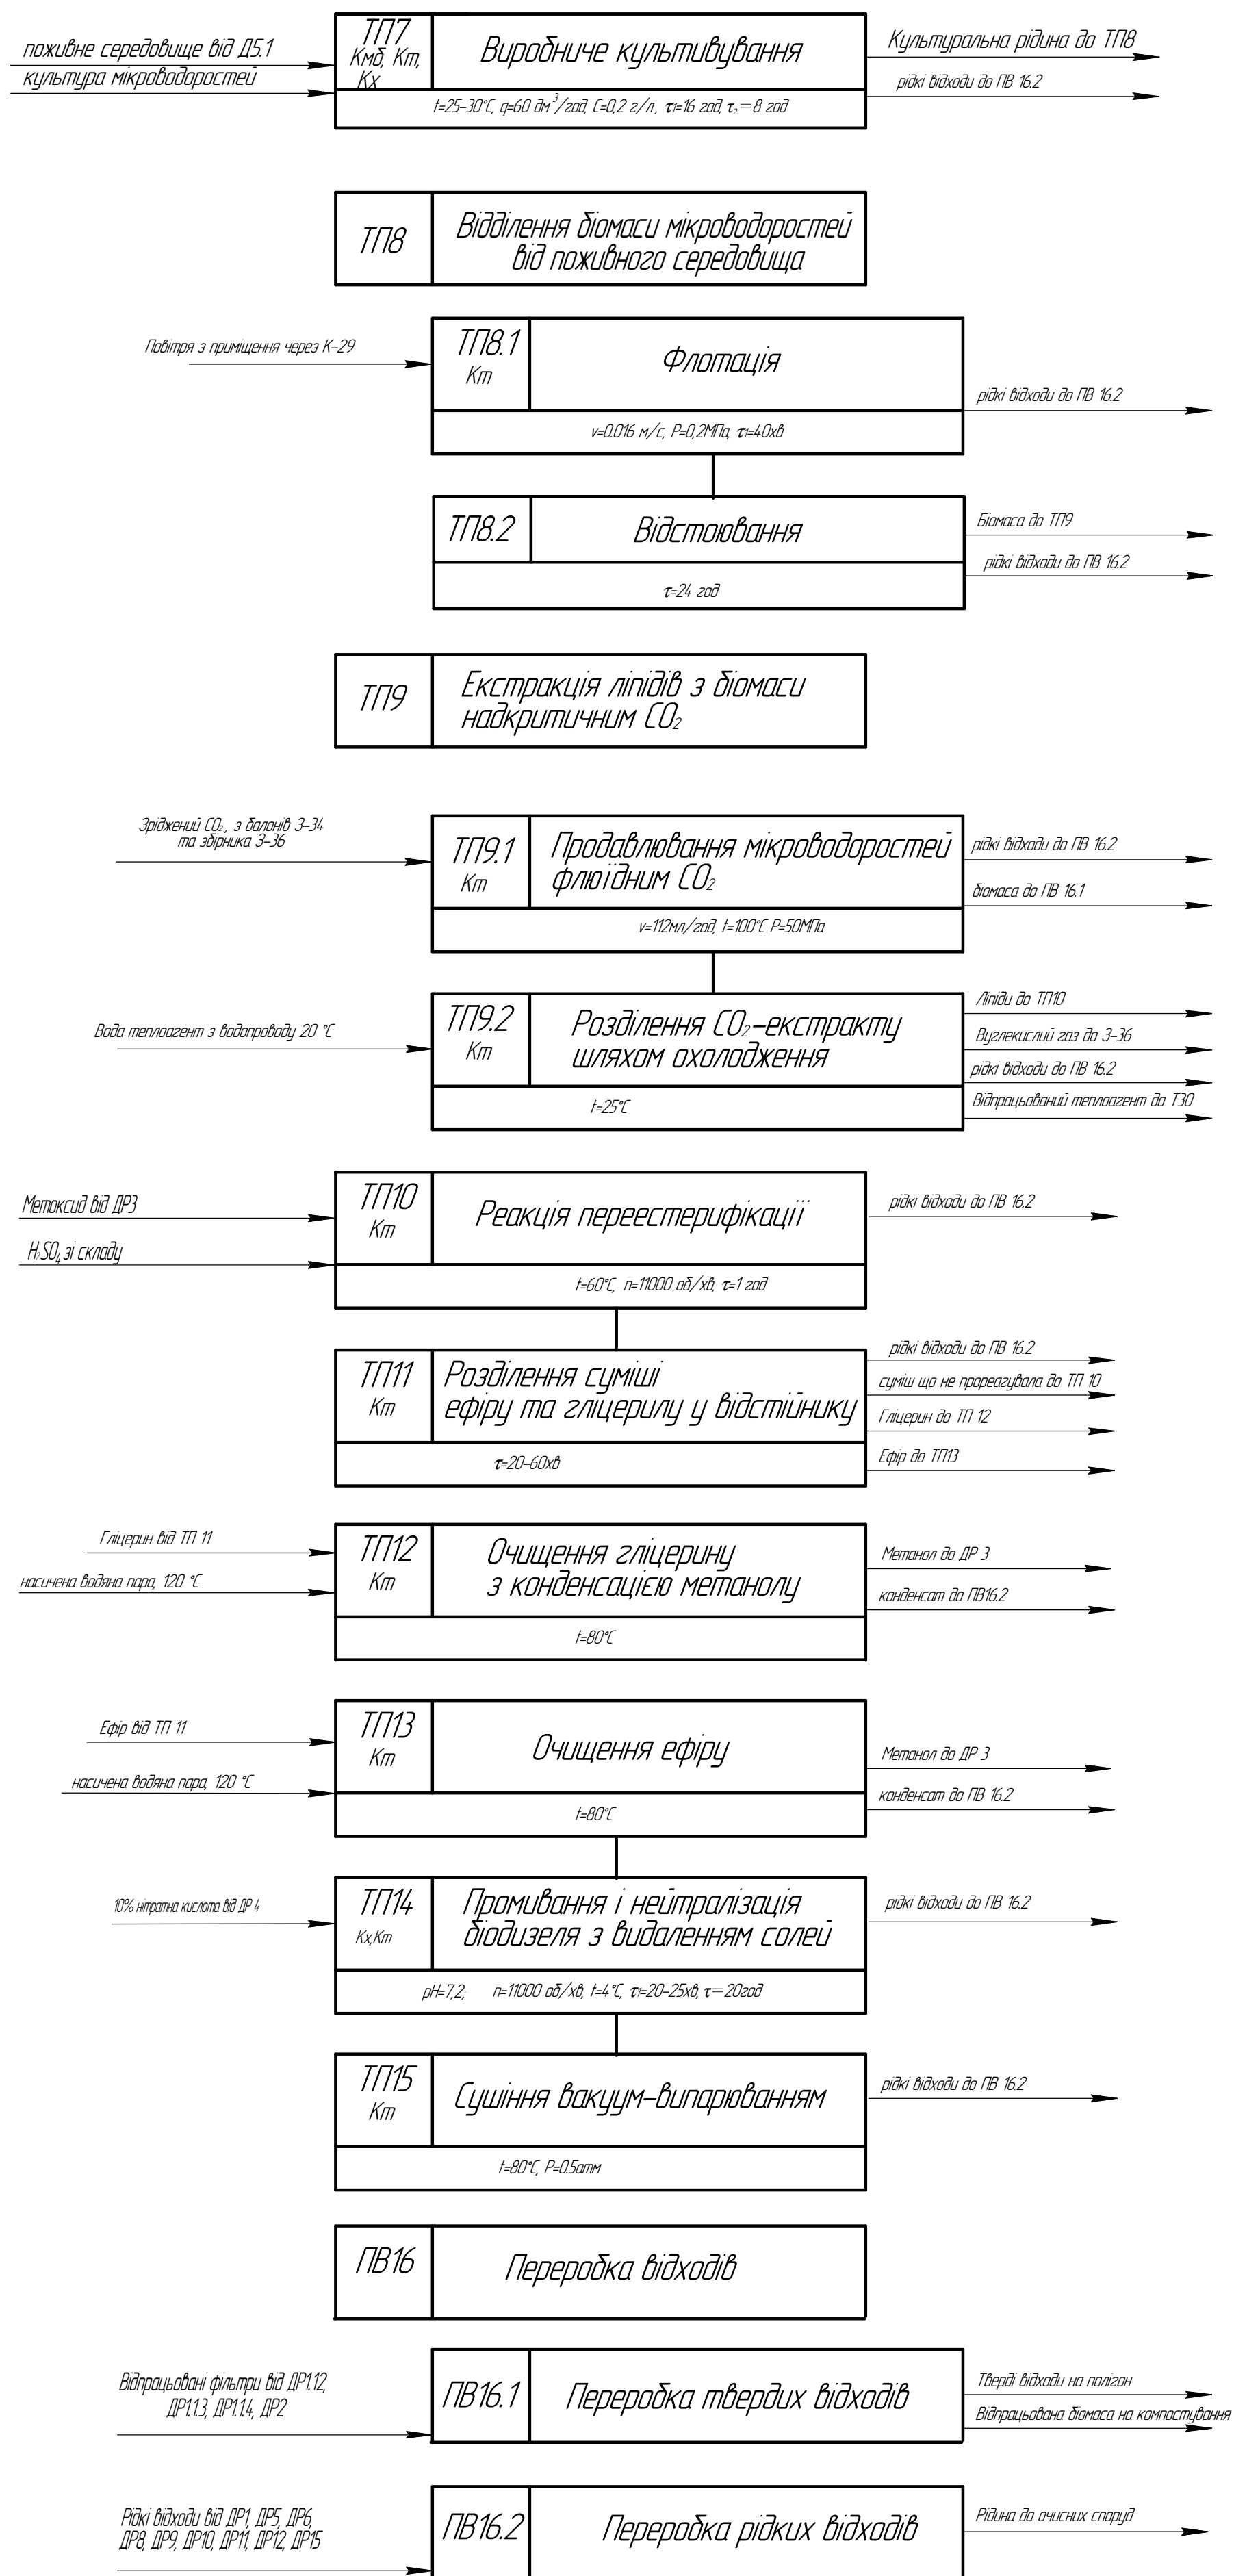 поживне середовище від Д5.1
культура мікроводоростей
ТП7
Кмб, Кт,
Кх
Виробниче культивування
t=25-30°С, q=60 дм³/год, С=0,2 г/л, τ1=16 год, τ₂=8 год
Культуральна рідина до ТП8
рідкі відходи до ПВ 16.2
ТП8
Відділення біомаси мікроводоростей
від поживного середовища
Повітря з приміщення через К-29
ТП8.1
Кт
Флотація
v=0.016 м/с, Р=0,2МПа, τ1=40хв
рідкі відходи до ПВ 16.2
ТП8.2
Відстоювання
τ=24 год
Біомаса до ТП9
рідкі відходи до ПВ 16.2
ТП9
Екстракція ліпідів з біомаси
надкритичним СО₂
Зріджений СО₂, з балонів З-34
та збірника З-36
ТП9.1
Кт
Продавлювання мікроводоростей
флюїдним СО₂
v=112мл/год, t=100°С Р=50МПа
рідкі відходи до ПВ 16.2
біомаса до ПВ 16.1
Вода теплоагент з водопроводу 20 °С
ТП9.2
Кт
Розділення СО₂-екстракту
шляхом охолодження
t=25°С
Ліпіди до ТП10
Вуглекислий газ до З-36
рідкі відходи до ПВ 16.2
Відпрацьований теплоагент до ТЗО
Метоксид від ДР3
H₂SO₄ зі складу
ТП10
Кт
Реакція переестерифікації
t=60°С, n=11000 об/хв, τ=1 год
рідкі відходи до ПВ 16.2
ТП11
Кт
Розділення суміші
ефіру та гліцерилу у відстійнику
τ=20-60хв
рідкі відходи до ПВ 16.2
суміш що не прореагувала до ТП 10
Гліцерин до ТП 12
Ефір до ТП13
Гліцерин від ТП 11
насичена водяна пара, 120 °С
ТП12
Кт
Очищення гліцерину
з конденсацією метанолу
t=80°С
Метанол до ДР 3
конденсат до ПВ16.2
Ефір від ТП 11
насичена водяна пара, 120 °С
ТП13
Кт
Очищення ефіру
t=80°С
Метанол до ДР 3
конденсат до ПВ 16.2
10% нітратна кислота від ДР 4
ТП14
Кх,Кт
Промивання і нейтралізація
біодизеля з видаленням солей
рН=7,2; n=11000 об/хв, t=4°С, τ1=20-25хв, τ=20год
рідкі відходи до ПВ 16.2
ТП15
Кт
Сушіння вакуум-випарюванням
t=80°С, Р=0.5атм
рідкі відходи до ПВ 16.2
ПВ16
Переробка відходів
Відпрацьовані фільтри від ДР1.1.2,
ДР1.1.3, ДР1.1.4, ДР2
ПВ16.1
Переробка твердих відходів
Тверді відходи на полігон
Відпрацьована біомаса на компостування
Рідкі відходи від ДР1, ДР5, ДР6,
ДР8, ДР9, ДР10, ДР11, ДР12, ДР15
ПВ16.2
Переробка рідких відходів
Рідина до очисних споруд